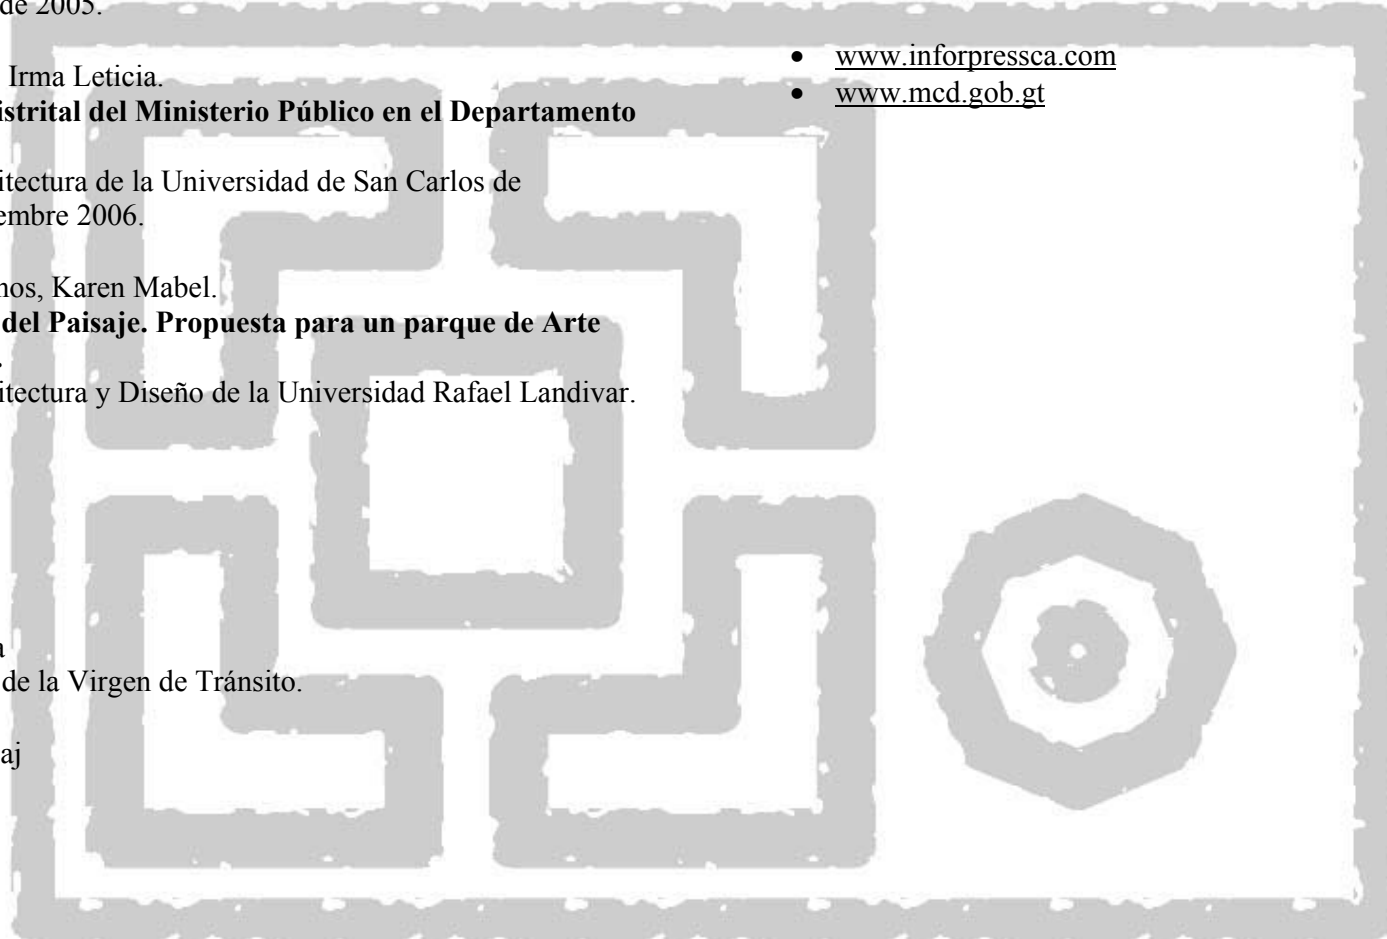 de 2005.
Irma Leticia.
istrital del Ministerio Público en el Departamento
itectura de la Universidad de San Carlos de
embre 2006.
nos, Karen Mabel.
del Paisaje. Propuesta para un parque de Arte
.
itectura y Diseño de la Universidad Rafael Landivar.
a
de la Virgen de Tránsito.
aj
• www.inforpressca.com
• www.mcd.gob.gt